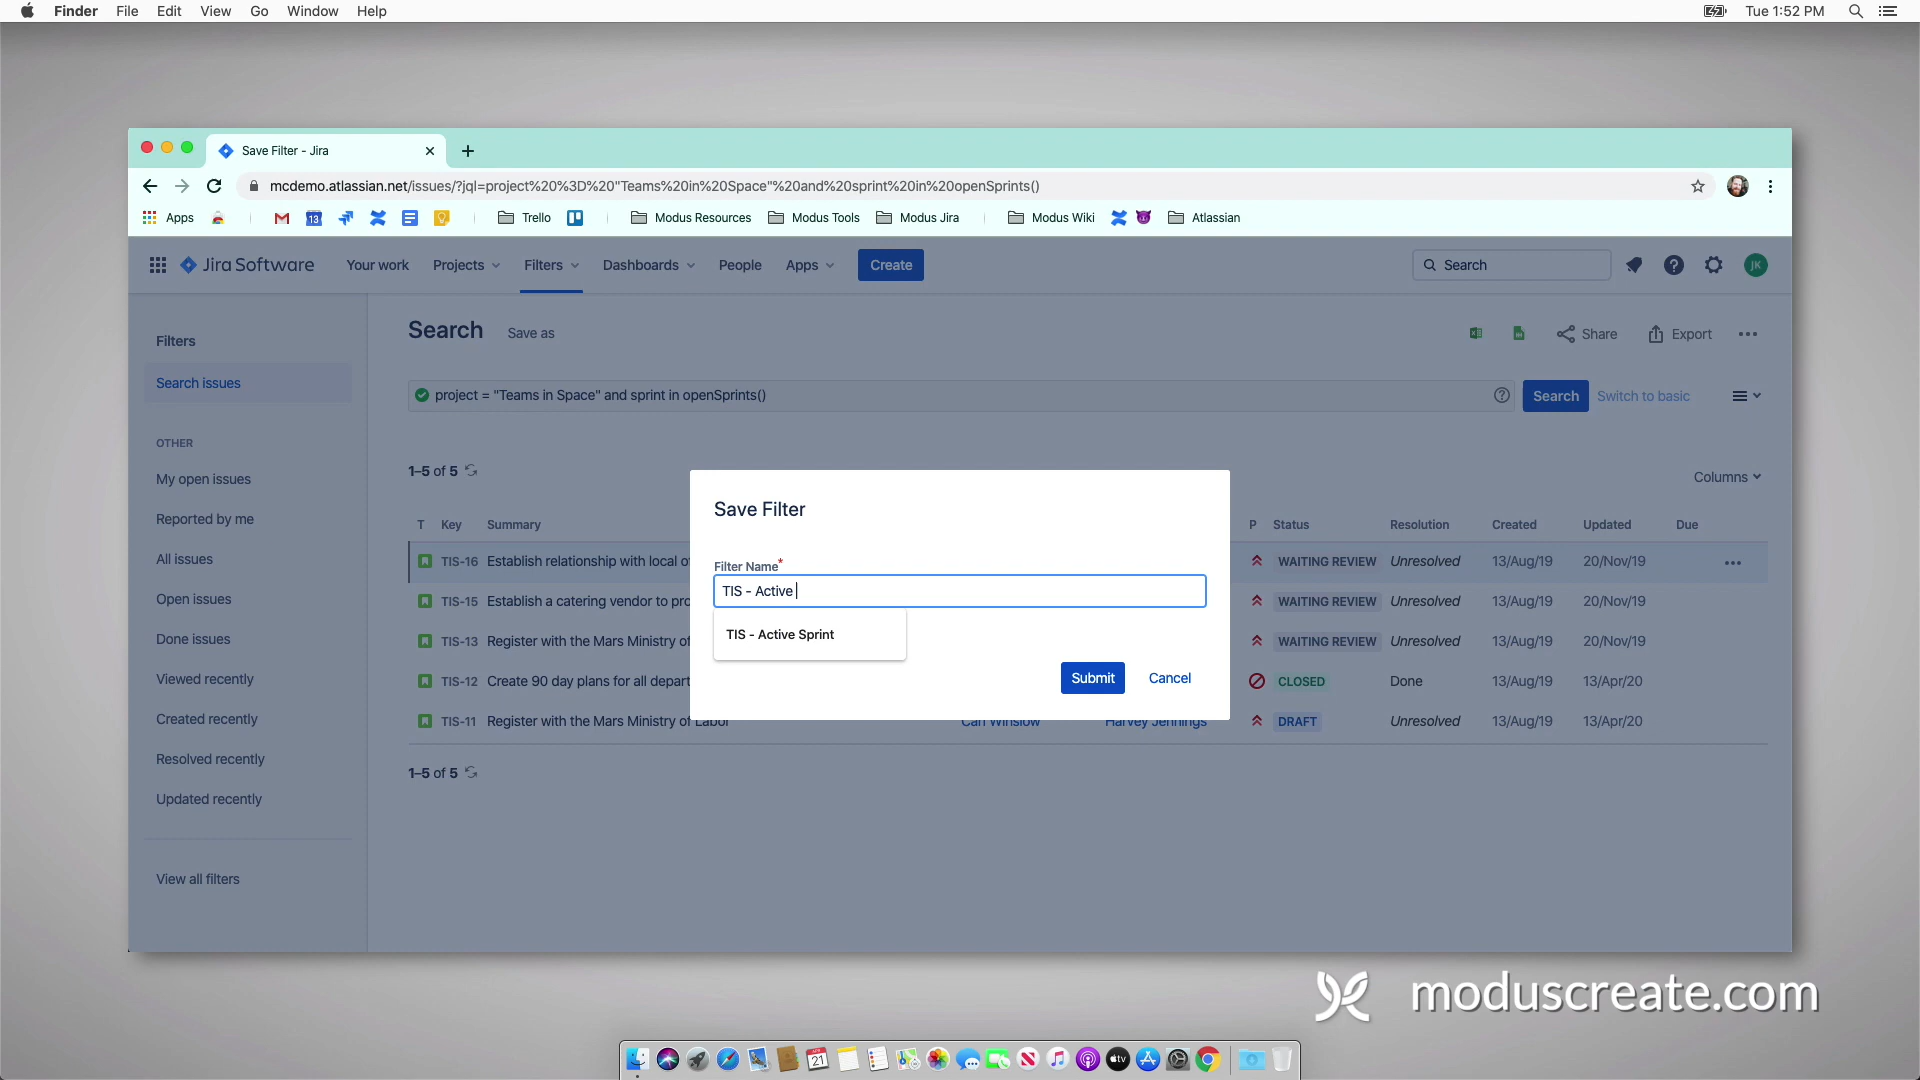 Finder File Edit View Go Window Help
Tue 1:52 PM
Save Filter - Jira
mcdemo.atlassian.net/issues/?jql=project%20%3D%20"Teams%20in%20Space"%20and%20sprint%20in%20openSprints()
Apps 13 Trello Modus Resources Modus Tools Modus Jira Modus Wiki Atlassian
Jira Software Your work Projects Filters Dashboards People Apps Create Search JK
Search Save as
Share Export
Filters
Search issues
OTHER
My open issues
Reported by me
All issues
Open issues
Done issues
Viewed recently
Created recently
Resolved recently
Updated recently
View all filters
project = "Teams in Space" and sprint in openSprints()
Search Switch to basic
1–5 of 5
Columns
T Key Summary P Status Resolution Created Updated Due
TIS-16 Establish relationship with local of WAITING REVIEW Unresolved 13/Aug/19 20/Nov/19
TIS-15 Establish a catering vendor to pro WAITING REVIEW Unresolved 13/Aug/19 20/Nov/19
TIS-13 Register with the Mars Ministry of WAITING REVIEW Unresolved 13/Aug/19 20/Nov/19
TIS-12 Create 90 day plans for all depart CLOSED Done 13/Aug/19 13/Apr/20
TIS-11 Register with the Mars Ministry of Labor Carl Winslow Harvey Jennings DRAFT Unresolved 13/Aug/19 13/Apr/20
1–5 of 5
Save Filter
Filter Name*
TIS - Active
TIS - Active Sprint
Submit Cancel
moduscreate.com
21
tv